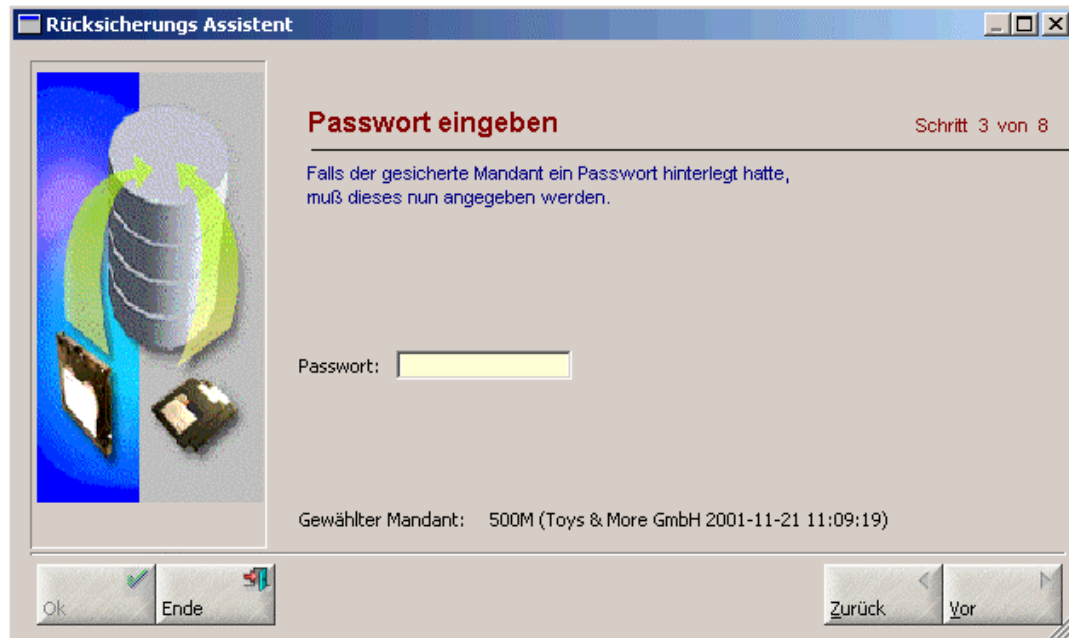 Rücksicherungs Assistent
Passwort eingeben
Schritt 3 von 8
Falls der gesicherte Mandant ein Passwort hinterlegt hatte,
muß dieses nun angegeben werden.
Passwort:
Gewählter Mandant: 500M (Toys & More GmbH 2001-11-21 11:09:19)
Ok
Ende
Zurück
Vor